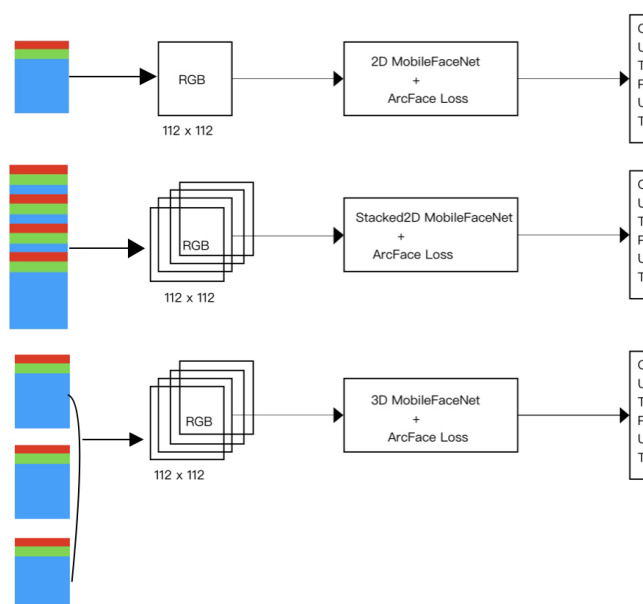 RGB
112 x 112
2D MobileFaceNet
+
ArcFace Loss
O
U
T
P
U
T
RGB
112 x 112
Stacked2D MobileFaceNet
+
ArcFace Loss
O
U
T
P
U
T
RGB
112 x 112
3D MobileFaceNet
+
ArcFace Loss
O
U
T
P
U
T